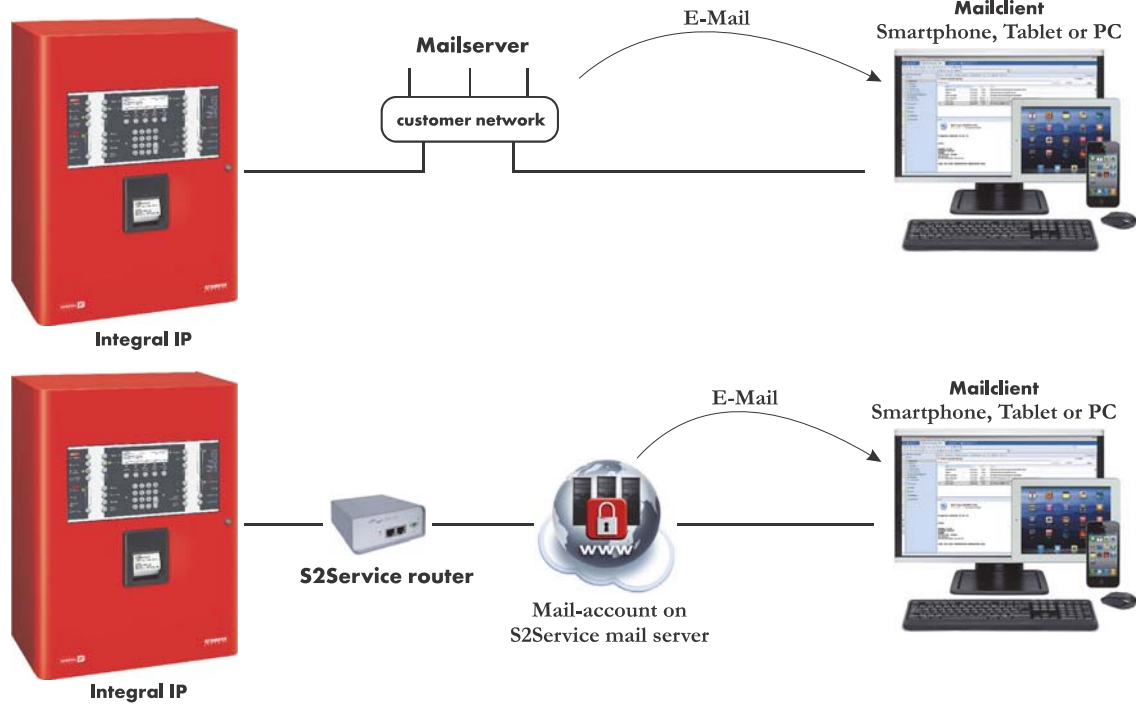 E-Mail
Mailclient
Smartphone, Tablet or PC
Mailserver
customer network
Integral IP
E-Mail
Mailclient
Smartphone, Tablet or PC
S2Service router
www
Mail-account on
S2Service mail server
Integral IP